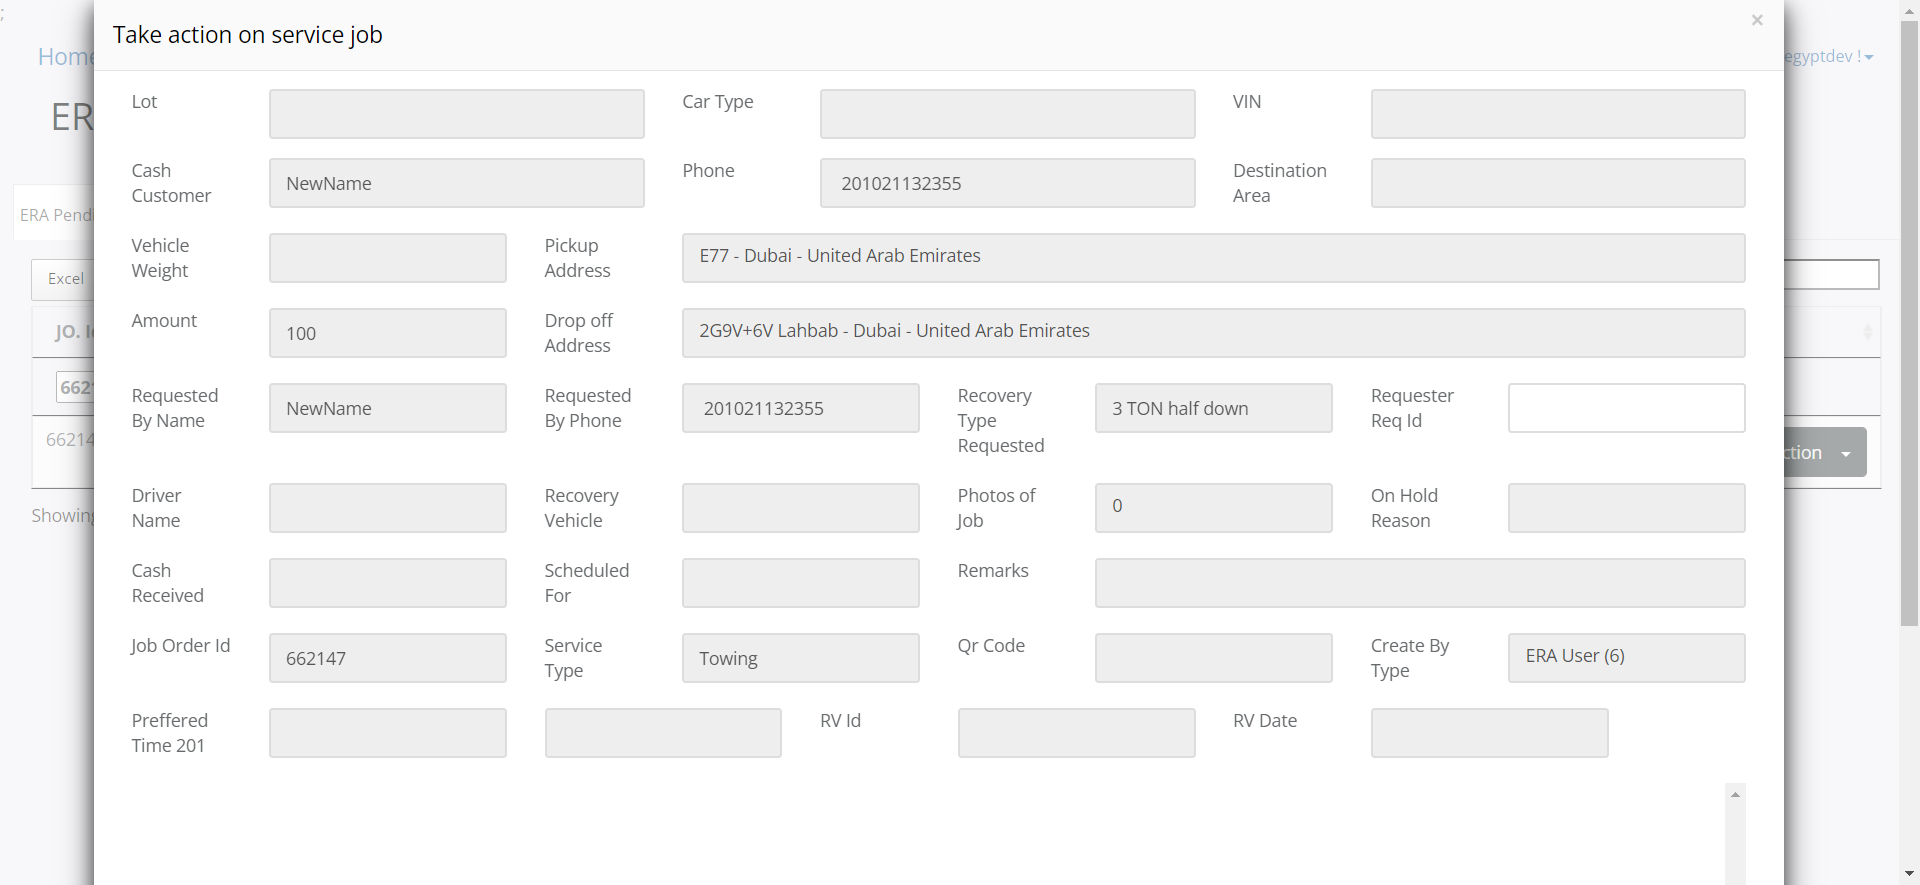 ;
Take action on service job
×
Home
egyptdev !
ER
Lot
Car Type
VIN
Cash Customer
NewName
Phone
201021132355
Destination Area
ERA Pendi
Vehicle Weight
Pickup Address
E77 - Dubai - United Arab Emirates
Excel
Amount
100
Drop off Address
2G9V+6V Lahbab - Dubai - United Arab Emirates
JO. I
Requested By Name
NewName
Requested By Phone
201021132355
Recovery Type Requested
3 TON half down
Requester Req Id
662
66214
ction
Driver Name
Recovery Vehicle
Photos of Job
0
On Hold Reason
Showing
Cash Received
Scheduled For
Remarks
Job Order Id
662147
Service Type
Towing
Qr Code
Create By Type
ERA User (6)
Preffered Time 201
RV Id
RV Date